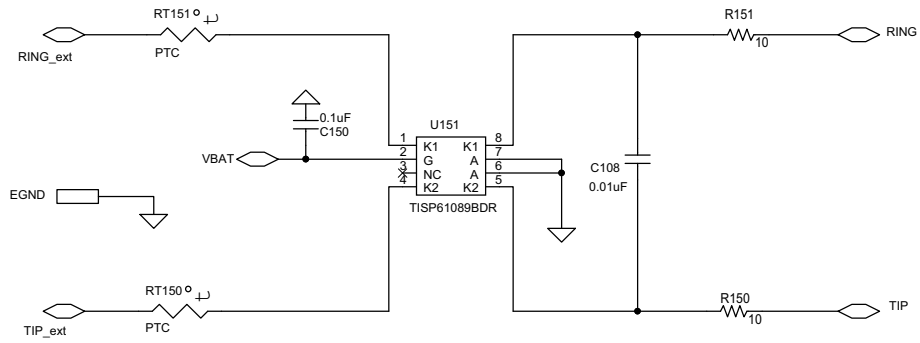 RT151
t
R151
RING_ext
PTC
10
RING
0.1uF
C150
U151
1 K1 K1 8
VBAT
2 G A 7
3 NC A 6
4 K2 K2 5
TISP61089BDR
C108
0.01uF
EGND
RT150
t
R150
TIP_ext
PTC
10
TIP